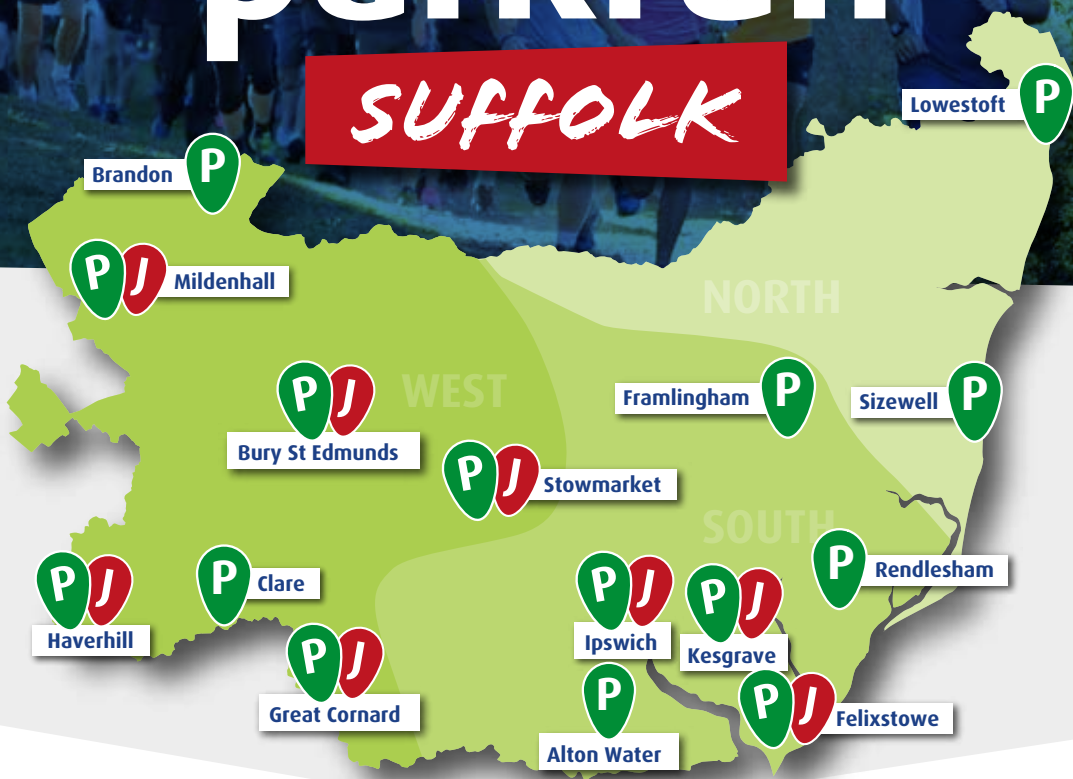 SUFFOLK
Lowestoft P
Brandon P
P J Mildenhall
NORTH
WEST
P J
Bury St Edmunds
Framlingham P
Sizewell P
P J Stowmarket
SOUTH
P J
Haverhill
P Clare
P J
Ipswich
P J
Kesgrave
P Rendlesham
P J
Great Cornard
P
Alton Water
P J Felixstowe